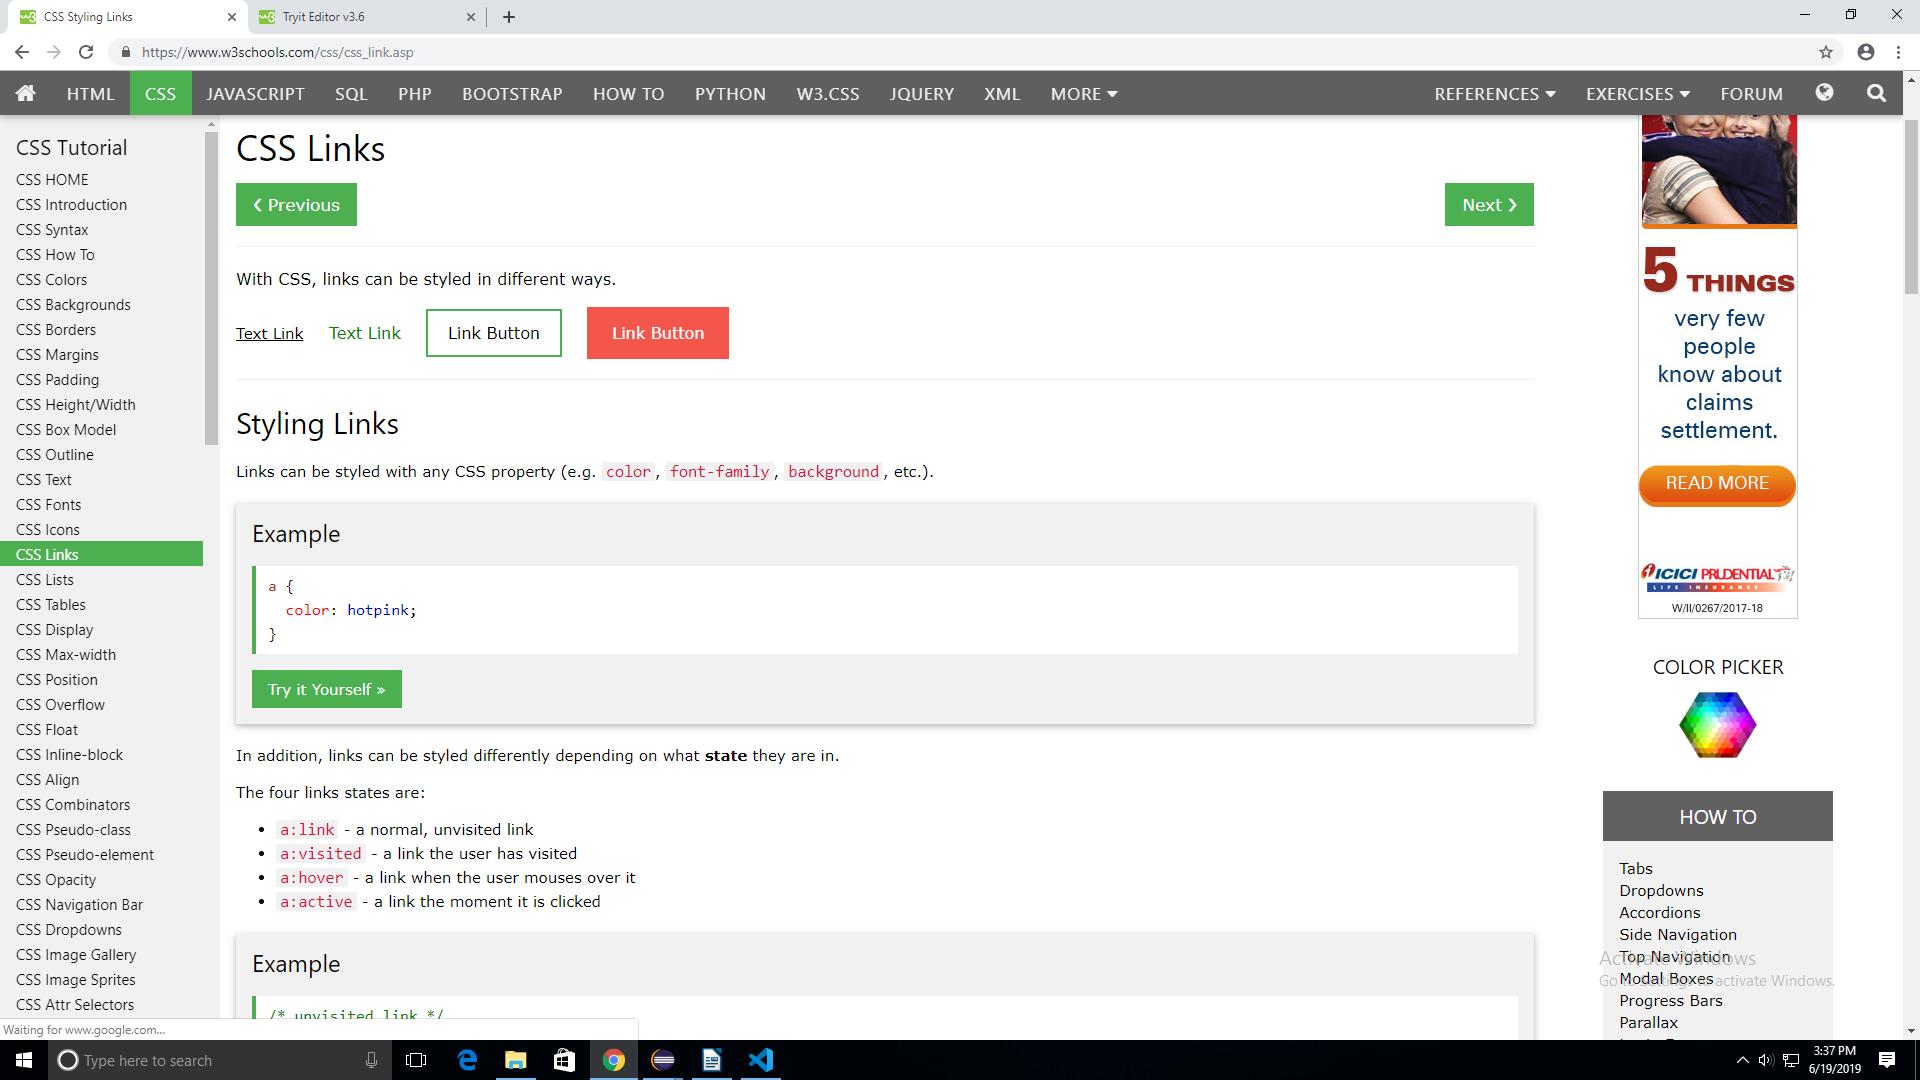 CSS Styling Links
Tryit Editor v3.6
https://www.w3schools.com/css/css_link.asp
HTML CSS JAVASCRIPT SQL PHP BOOTSTRAP HOW TO PYTHON W3.CSS JQUERY XML MORE REFERENCES EXERCISES FORUM
CSS Tutorial
CSS HOME
CSS Introduction
CSS Syntax
CSS How To
CSS Colors
CSS Backgrounds
CSS Borders
CSS Margins
CSS Padding
CSS Height/Width
CSS Box Model
CSS Outline
CSS Text
CSS Fonts
CSS Icons
CSS Links
CSS Lists
CSS Tables
CSS Display
CSS Max-width
CSS Position
CSS Overflow
CSS Float
CSS Inline-block
CSS Align
CSS Combinators
CSS Pseudo-class
CSS Pseudo-element
CSS Opacity
CSS Navigation Bar
CSS Dropdowns
CSS Image Gallery
CSS Image Sprites
CSS Attr Selectors
Waiting for www.google.com...
CSS Links
❮ Previous
Next ❯
With CSS, links can be styled in different ways.
Text Link Text Link Link Button Link Button
Styling Links
Links can be styled with any CSS property (e.g. color, font-family, background, etc.).
Example
a {
color: hotpink;
}
Try it Yourself »
In addition, links can be styled differently depending on what state they are in.
The four links states are:
• a:link - a normal, unvisited link
• a:visited - a link the user has visited
• a:hover - a link when the user mouses over it
• a:active - a link the moment it is clicked
Example
/* unvisited link */
5 THINGS
very few
people
know about
claims
settlement.
READ MORE
ICICI PRUDENTIAL
LIFE INSURANCE
W/II/0267/2017-18
COLOR PICKER
HOW TO
Tabs
Dropdowns
Accordions
Side Navigation
Top Navigation
Modal Boxes
Progress Bars
Parallax
Activate Windows
Go to Settings to activate Windows.
Type here to search
3:37 PM
6/19/2019